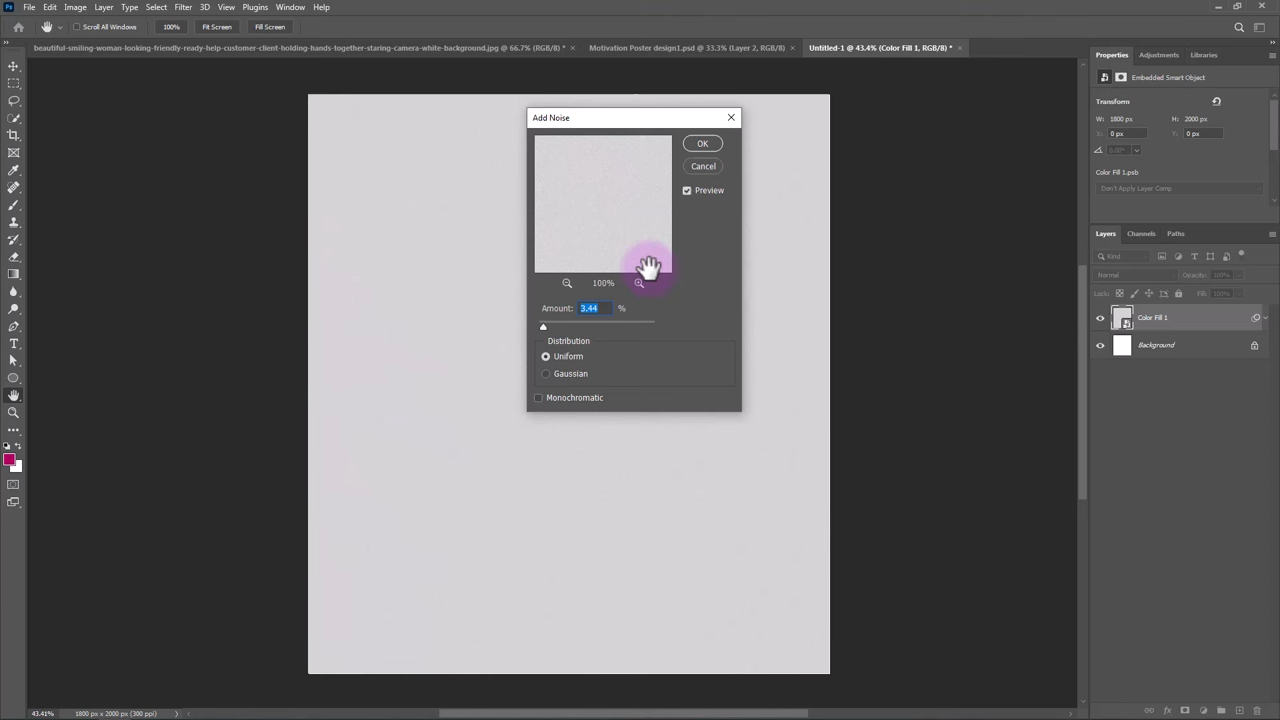 Ps File Edit Image Layer Type Select Filter 3D View Plugins Window Help
Scroll All Windows 100% Fit Screen Fill Screen
beautiful-smiling-woman-looking-friendly-ready-help-customer-client-holding-hands-together-staring-camera-white-background.jpg @ 66.7% (RGB/8) * × Motivation Poster design1.psd @ 33.3% (Layer 2, RGB/8) × Untitled-1 @ 43.4% (Color Fill 1, RGB/8) * ×
Properties Adjustments Libraries
Embedded Smart Object
Transform
W: 1800 px H: 2000 px
X: 0 px Y: 0 px
0.00°
Color Fill 1.psb
Don't Apply Layer Comp
Add Noise
OK
Cancel
Preview
100%
Amount: 3.44 %
Distribution
Uniform
Gaussian
Monochromatic
Layers Channels Paths
Kind
Normal Opacity: 100%
Lock: Fill: 100%
Color Fill 1
Background
43.41% 1800 px x 2000 px (300 ppi)